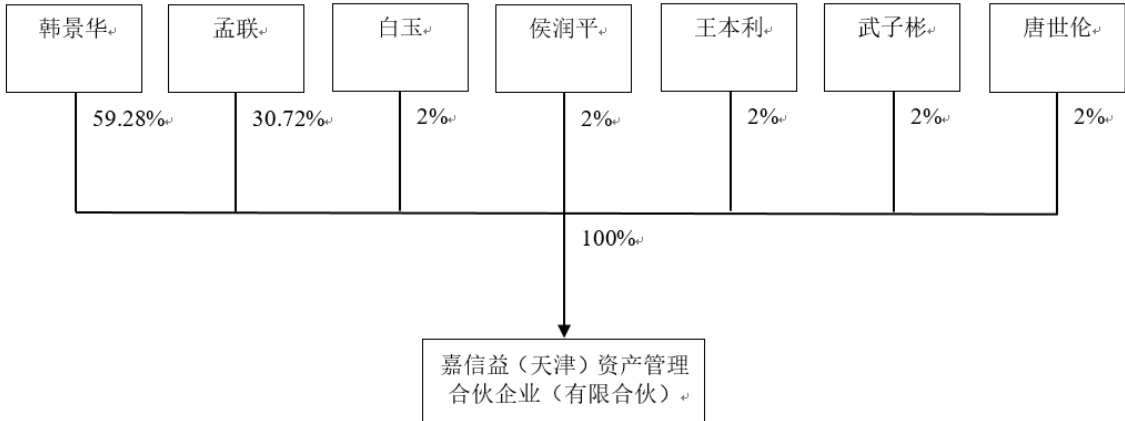 韩景华
孟联
白玉
侯润平
王本利
武子彬
唐世伦
59.28%
30.72%
2%
2%
2%
2%
2%
100%
嘉信益（天津）资产管理
合伙企业（有限合伙）